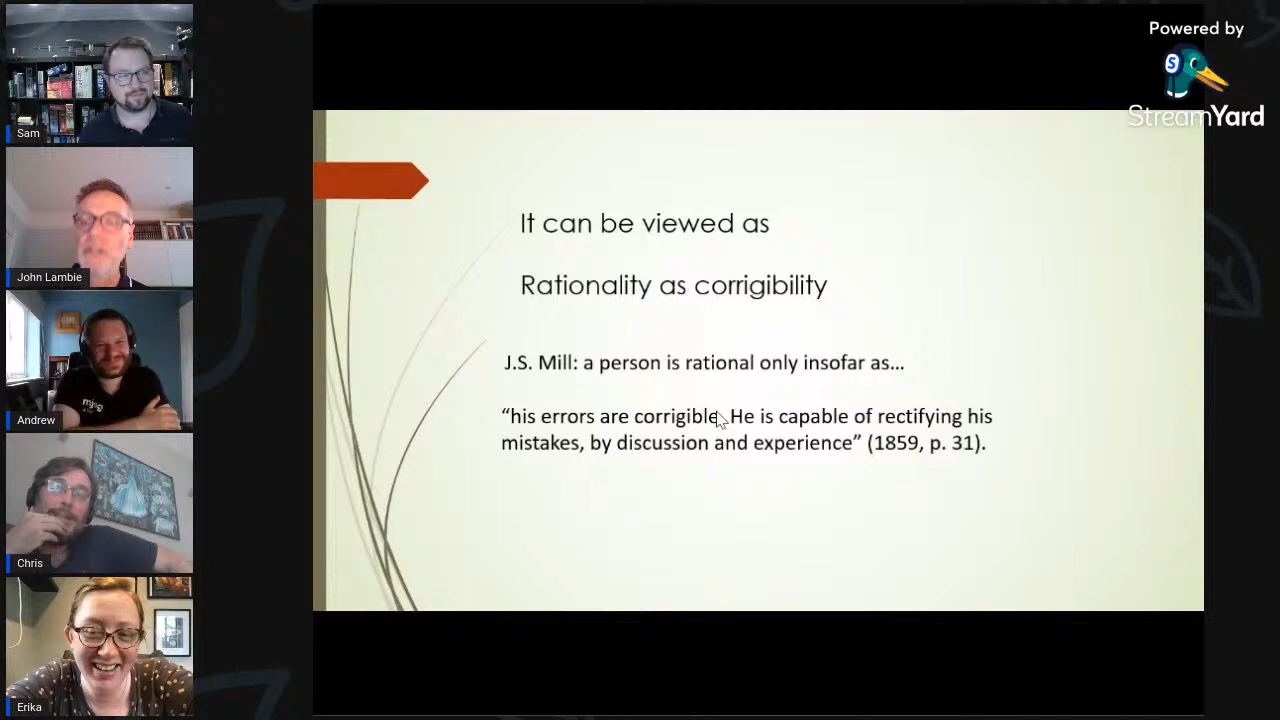 Sam
John Lambie
Andrew
Chris
Erika
It can be viewed as
Rationality as corrigibility
J.S. Mill: a person is rational only insofar as...
“his errors are corrigible. He is capable of rectifying his
mistakes, by discussion and experience” (1859, p. 31).
Powered by
S
StreamYard